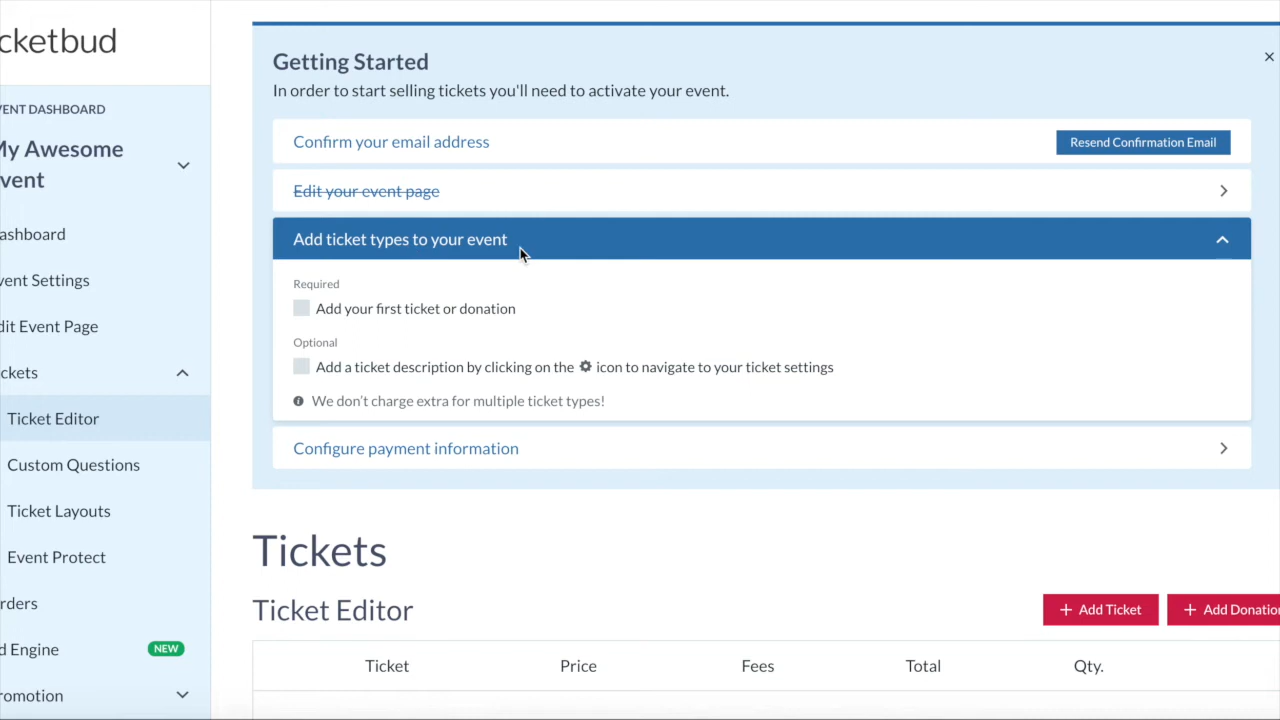 cketbud
VENT DASHBOARD
My Awesome
vent
ashboard
vent Settings
dit Event Page
ckets
Ticket Editor
Custom Questions
Ticket Layouts
Event Protect
rders
d Engine
NEW
romotion
Getting Started
In order to start selling tickets you'll need to activate your event.
Confirm your email address
Resend Confirmation Email
Edit your event page
Add ticket types to your event
Required
Add your first ticket or donation
Optional
Add a ticket description by clicking on the icon to navigate to your ticket settings
We don't charge extra for multiple ticket types!
Configure payment information
Tickets
Ticket Editor
+ Add Ticket
+ Add Donation
Ticket Price Fees Total Qty.